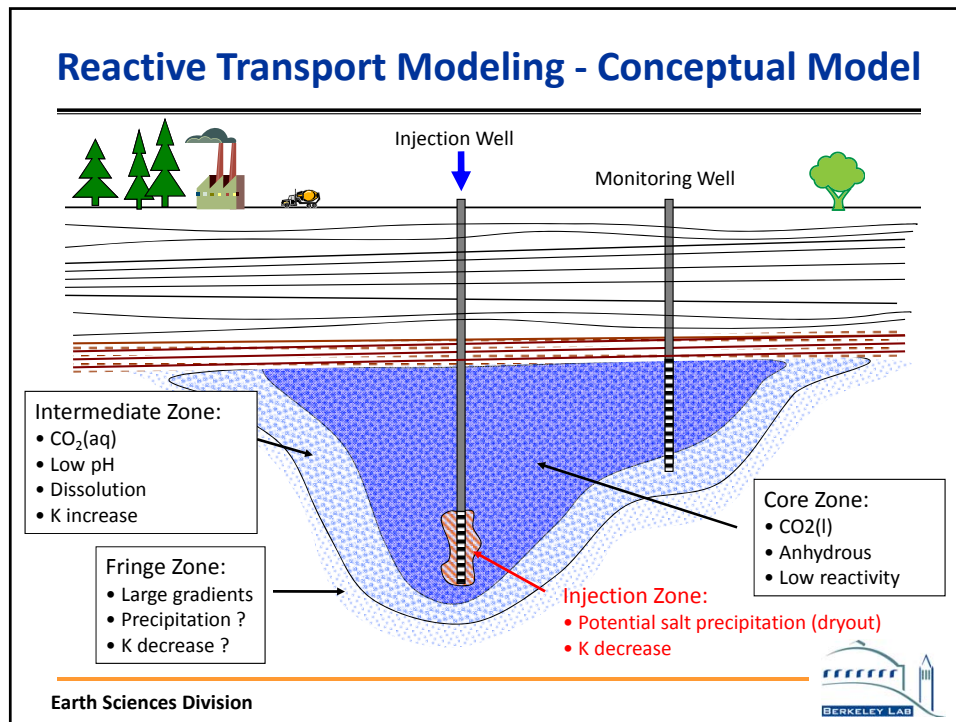 Reactive Transport Modeling - Conceptual Model
Injection Well
Monitoring Well
Intermediate Zone:
• CO₂(aq)
• Low pH
• Dissolution
• K increase
Core Zone:
• CO2(l)
• Anhydrous
• Low reactivity
Fringe Zone:
• Large gradients
• Precipitation ?
• K decrease ?
Injection Zone:
• Potential salt precipitation (dryout)
• K decrease
Earth Sciences Division
BERKELEY LAB